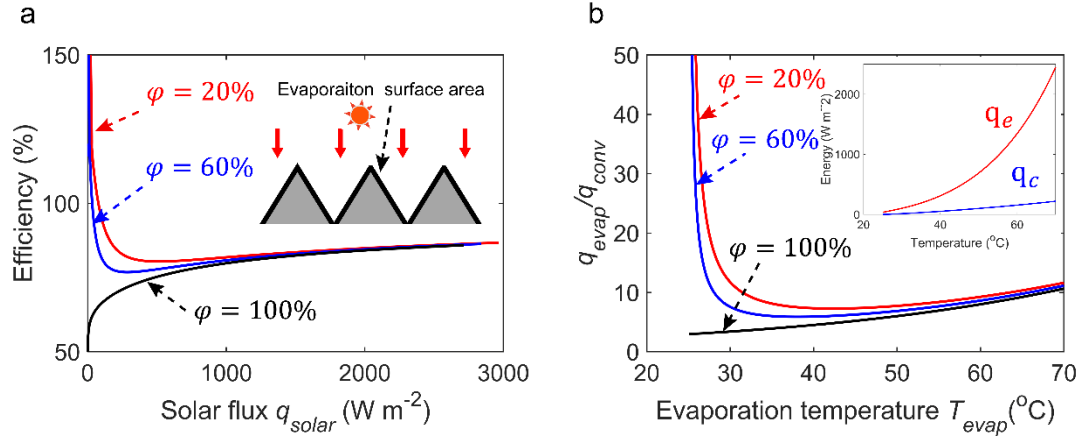 a
150
100
50
Efficiency (%)
φ = 20%
φ = 60%
φ = 100%
Evaporaiton surface area
0 1000 2000 3000
Solar flux q_solar (W m⁻²)
b
50
40
30
20
10
0
q_evap/q_conv
φ = 20%
φ = 60%
φ = 100%
2000
1000
0
Energy (W m⁻2)
q_e
q_c
20 40 60
Temperature (°C)
20 30 40 50 60 70
Evaporation temperature T_evap(°C)